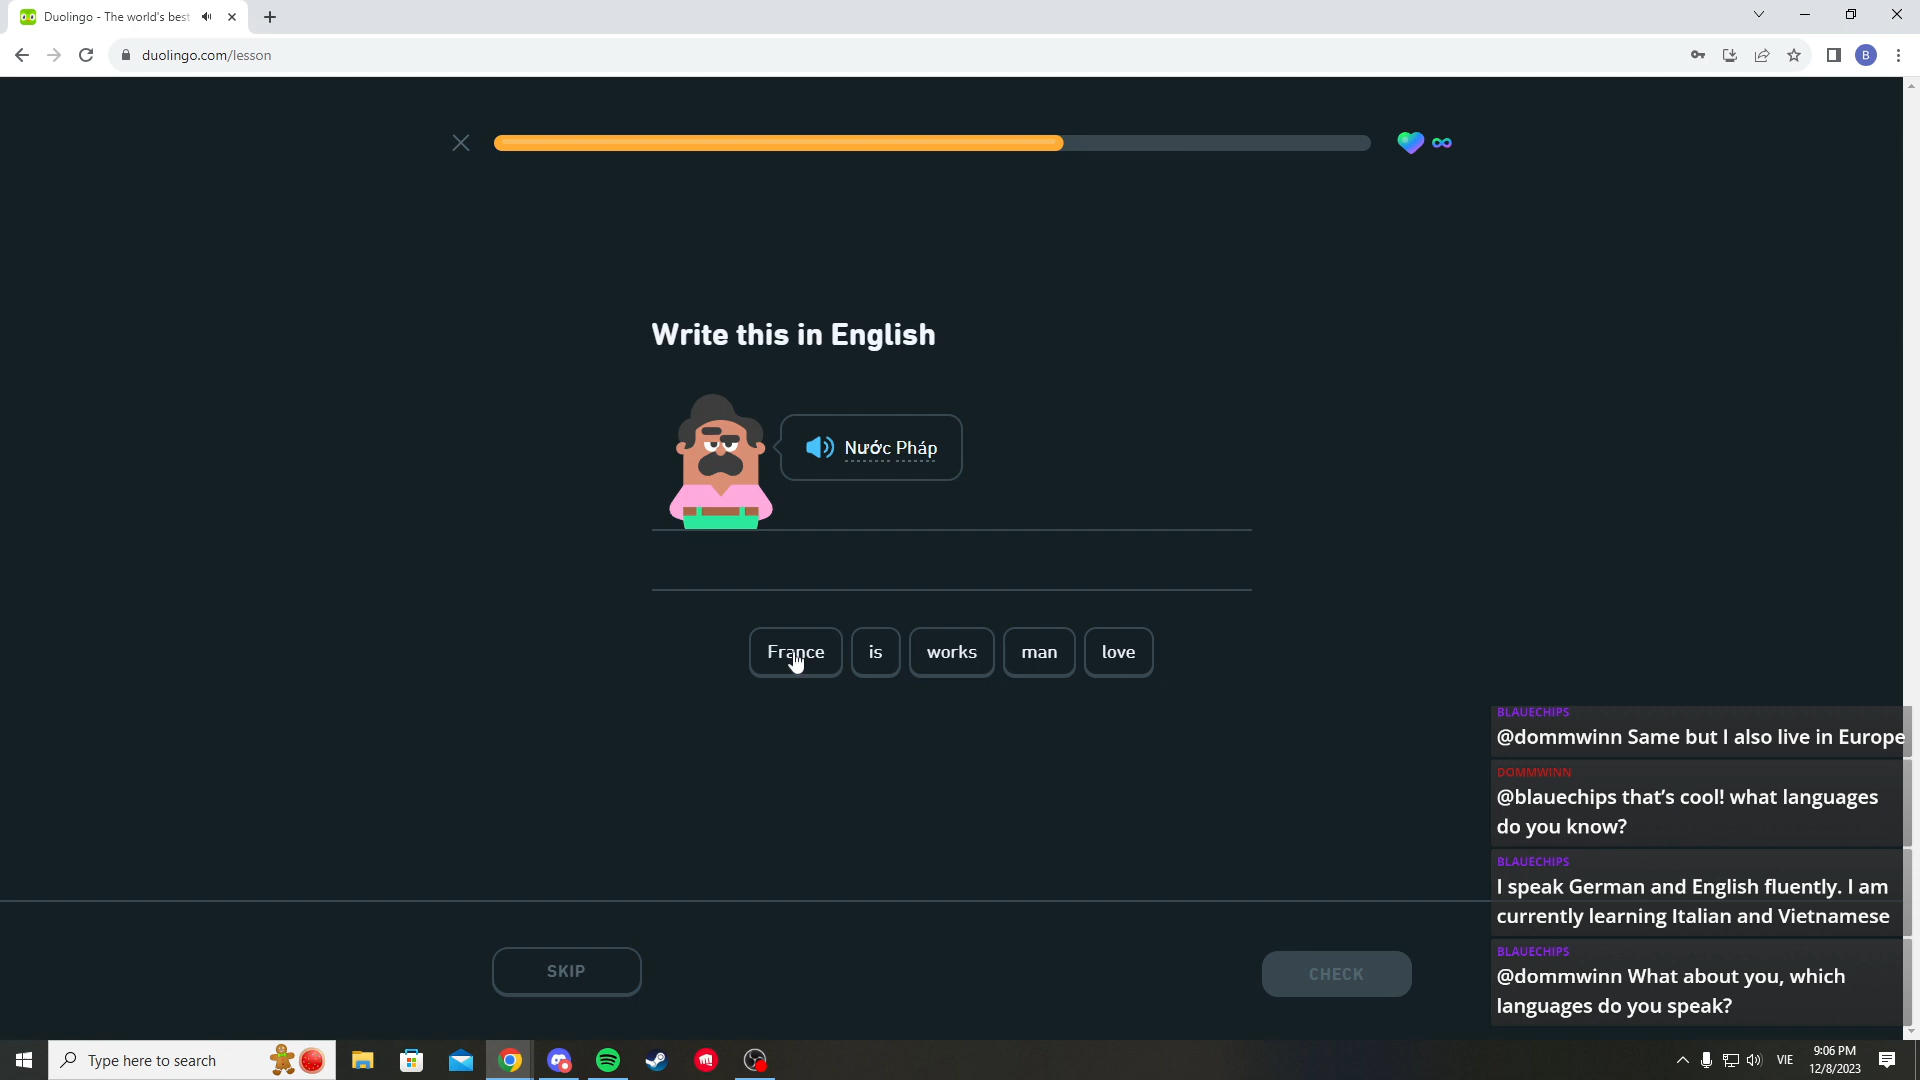 Duolingo - The world's best
duolingo.com/lesson
B
Write this in English
Nước Pháp
France is works man love
SKIP
CHECK
BLAUECHIPS
@dommwinn Same but I also live in Europe
DOMMWINN
@blauechips that's cool! what languages
do you know?
BLAUECHIPS
I speak German and English fluently. I am
currently learning Italian and Vietnamese
BLAUECHIPS
@dommwinn What about you, which
languages do you speak?
Type here to search
VIE
9:06 PM
12/8/2023